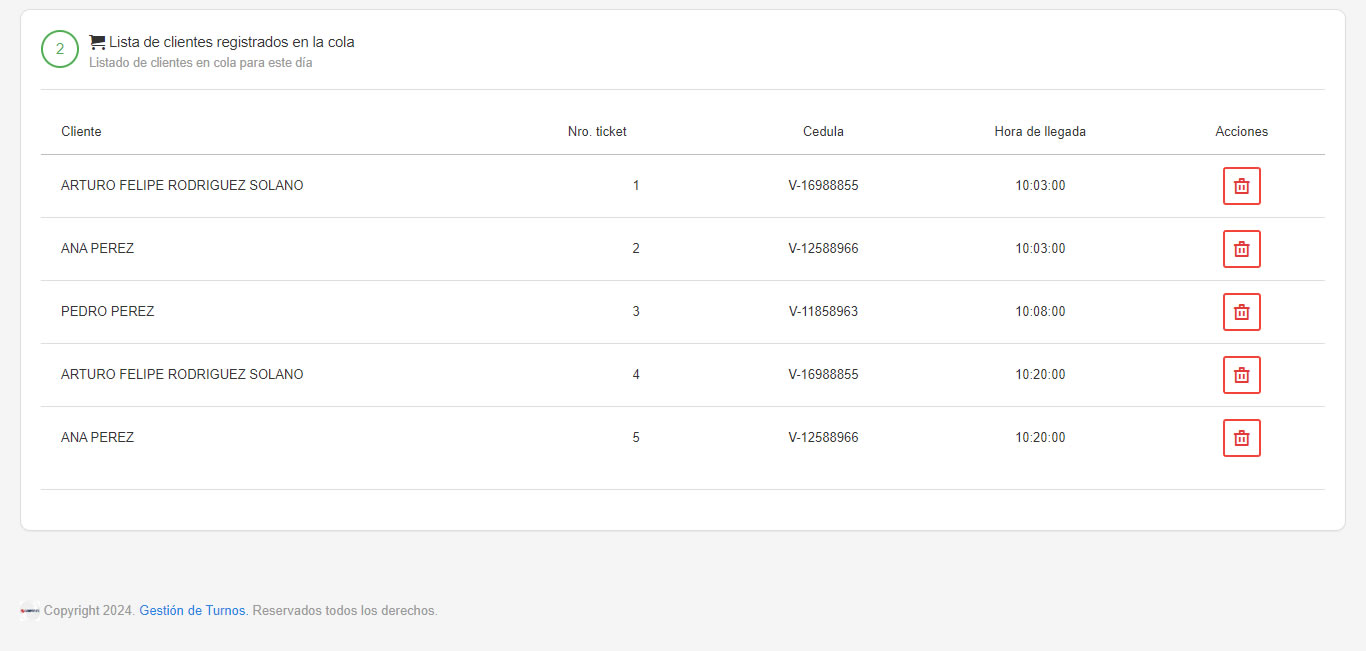 2
Lista de clientes registrados en la cola
Listado de clientes en cola para este día
Cliente Nro. ticket Cedula Hora de llegada Acciones
ARTURO FELIPE RODRIGUEZ SOLANO 1 V-16988855 10:03:00
ANA PEREZ 2 V-12588966 10:03:00
PEDRO PEREZ 3 V-11858963 10:08:00
ARTURO FELIPE RODRIGUEZ SOLANO 4 V-16988855 10:20:00
ANA PEREZ 5 V-12588966 10:20:00
Copyright 2024. Gestión de Turnos. Reservados todos los derechos.